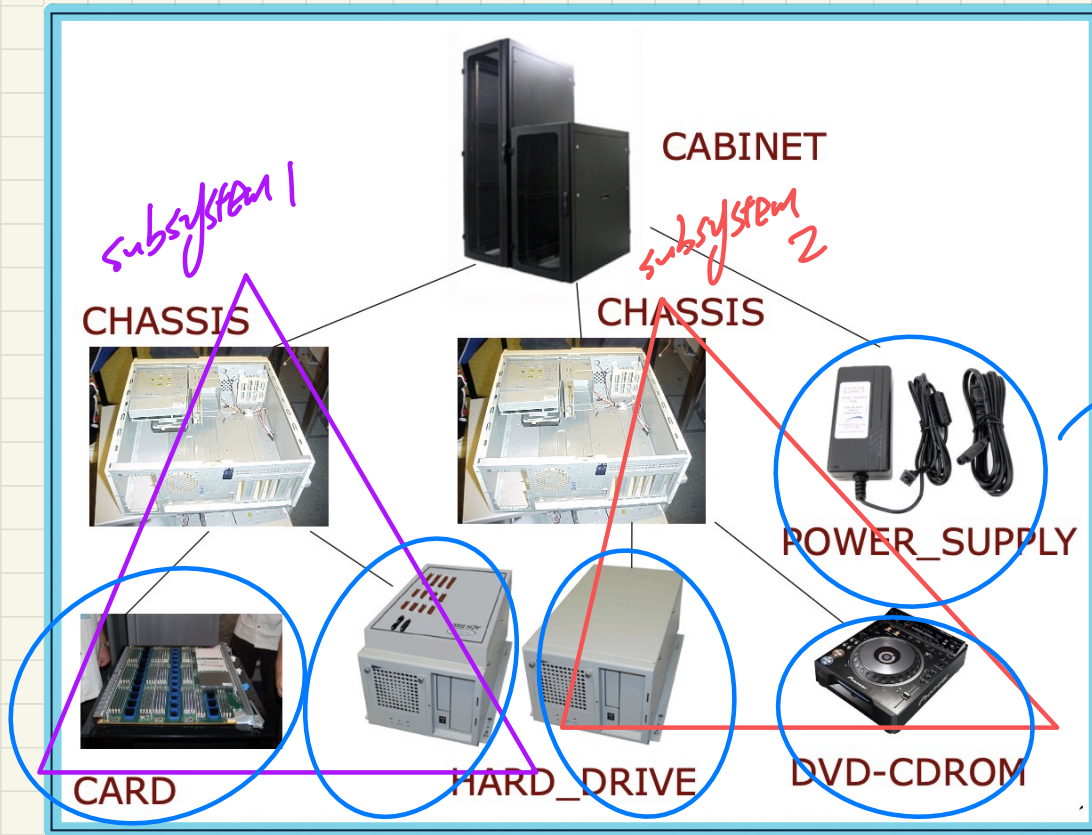 CABINET
subsystem 1
subsystem
2
CHASSIS
CHASSIS
POWER_SUPPLY
CARD
HARD_DRIVE
DVD-CDROM